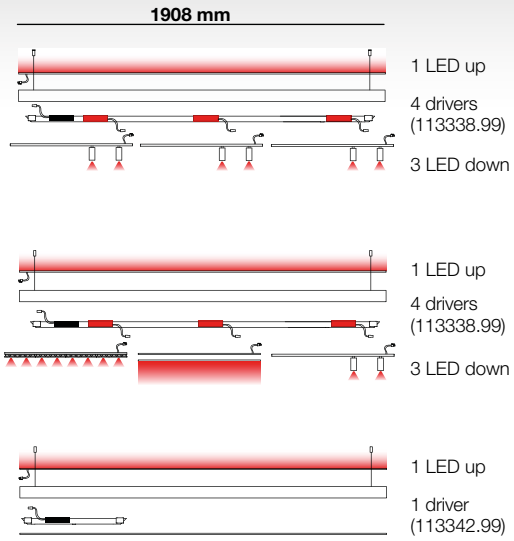 1908 mm
1 LED up
4 drivers
(113338.99)
3 LED down
1 LED up
4 drivers
(113338.99)
3 LED down
1 LED up
1 driver
(113342.99)